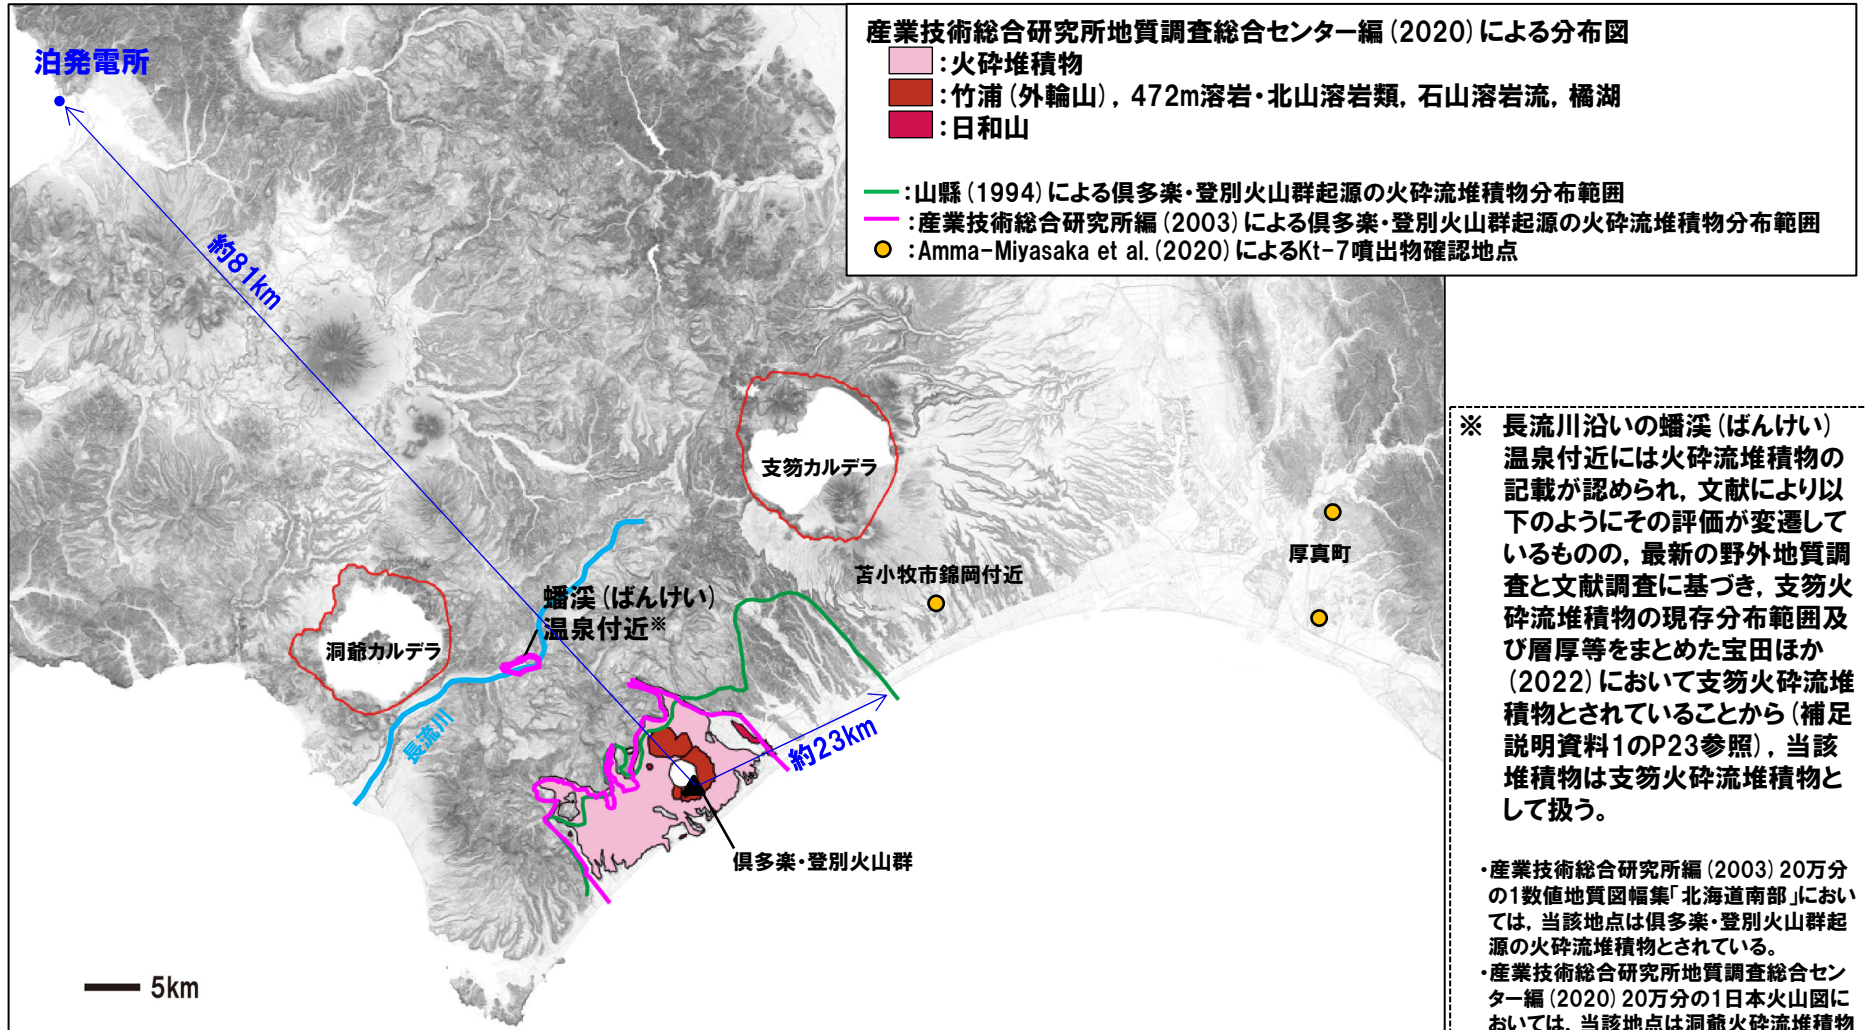 産業技術総合研究所地質調査総合センター編(2020)による分布図
：火砕堆積物
：竹浦(外輪山)，472m溶岩・北山溶岩類，石山溶岩流，橘湖
：日和山
：山縣(1994)による倶多楽・登別火山群起源の火砕流堆積物分布範囲
：産業技術総合研究所編(2003)による倶多楽・登別火山群起源の火砕流堆積物分布範囲
：Amma-Miyasaka et al.(2020)によるKt-7噴出物確認地点
泊発電所
約81km
支笏カルデラ
厚真町
苫小牧市錦岡付近
蟠渓(ばんけい)
温泉付近※
洞爺カルデラ
長流川
約23km
倶多楽・登別火山群
5km
※ 長流川沿いの蟠渓(ばんけい)
温泉付近には火砕流堆積物の
記載が認められ，文献により以
下のようにその評価が変遷して
いるものの，最新の野外地質調
査と文献調査に基づき，支笏火
砕流堆積物の現存分布範囲及
び層厚等をまとめた宝田ほか
(2022)において支笏火砕流堆
積物とされていることから(補足
説明資料1のP23参照)，当該
堆積物は支笏火砕流堆積物と
して扱う。
・産業技術総合研究所編(2003)20万分
の1数値地質図幅集「北海道南部」におい
ては，当該地点は倶多楽・登別火山群起
源の火砕流堆積物とされている。
・産業技術総合研究所地質調査総合セン
ター編(2020)20万分の1日本火山図に
おいては，当該地点は洞爺火砕流堆積物